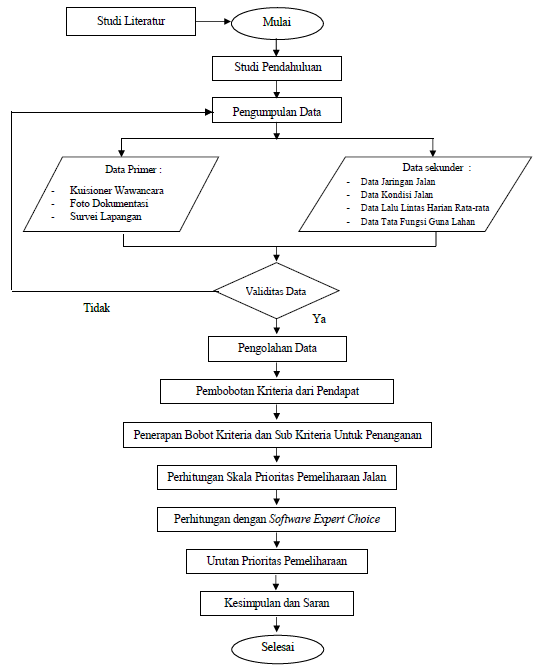 Studi Literatur
Mulai
Studi Pendahuluan
Pengumpulan Data
Data Primer :
- Kuisioner Wawancara
- Foto Dokumentasi
- Survei Lapangan
Data sekunder :
- Data Jaringan Jalan
- Data Kondisi Jalan
- Data Lalu Lintas Harian Rata-rata
- Data Tata Fungsi Guna Lahan
Validitas Data
Tidak
Ya
Pengolahan Data
Pembobotan Kriteria dari Pendapat
Penerapan Bobot Kriteria dan Sub Kriteria Untuk Penanganan
Perhitungan Skala Prioritas Pemeliharaan Jalan
Perhitungan dengan Software Expert Choice
Urutan Prioritas Pemeliharaan
Kesimpulan dan Saran
Selesai